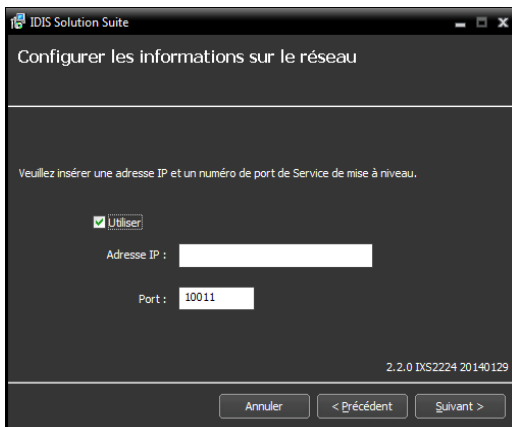 IDIS Solution Suite
Configurer les informations sur le réseau
Veuillez insérer une adresse IP et un numéro de port de Service de mise à niveau.
Utiliser
Adresse IP :
Port : 10011
2.2.0 IXS2224 20140129
Annuler < Précédent Suivant >